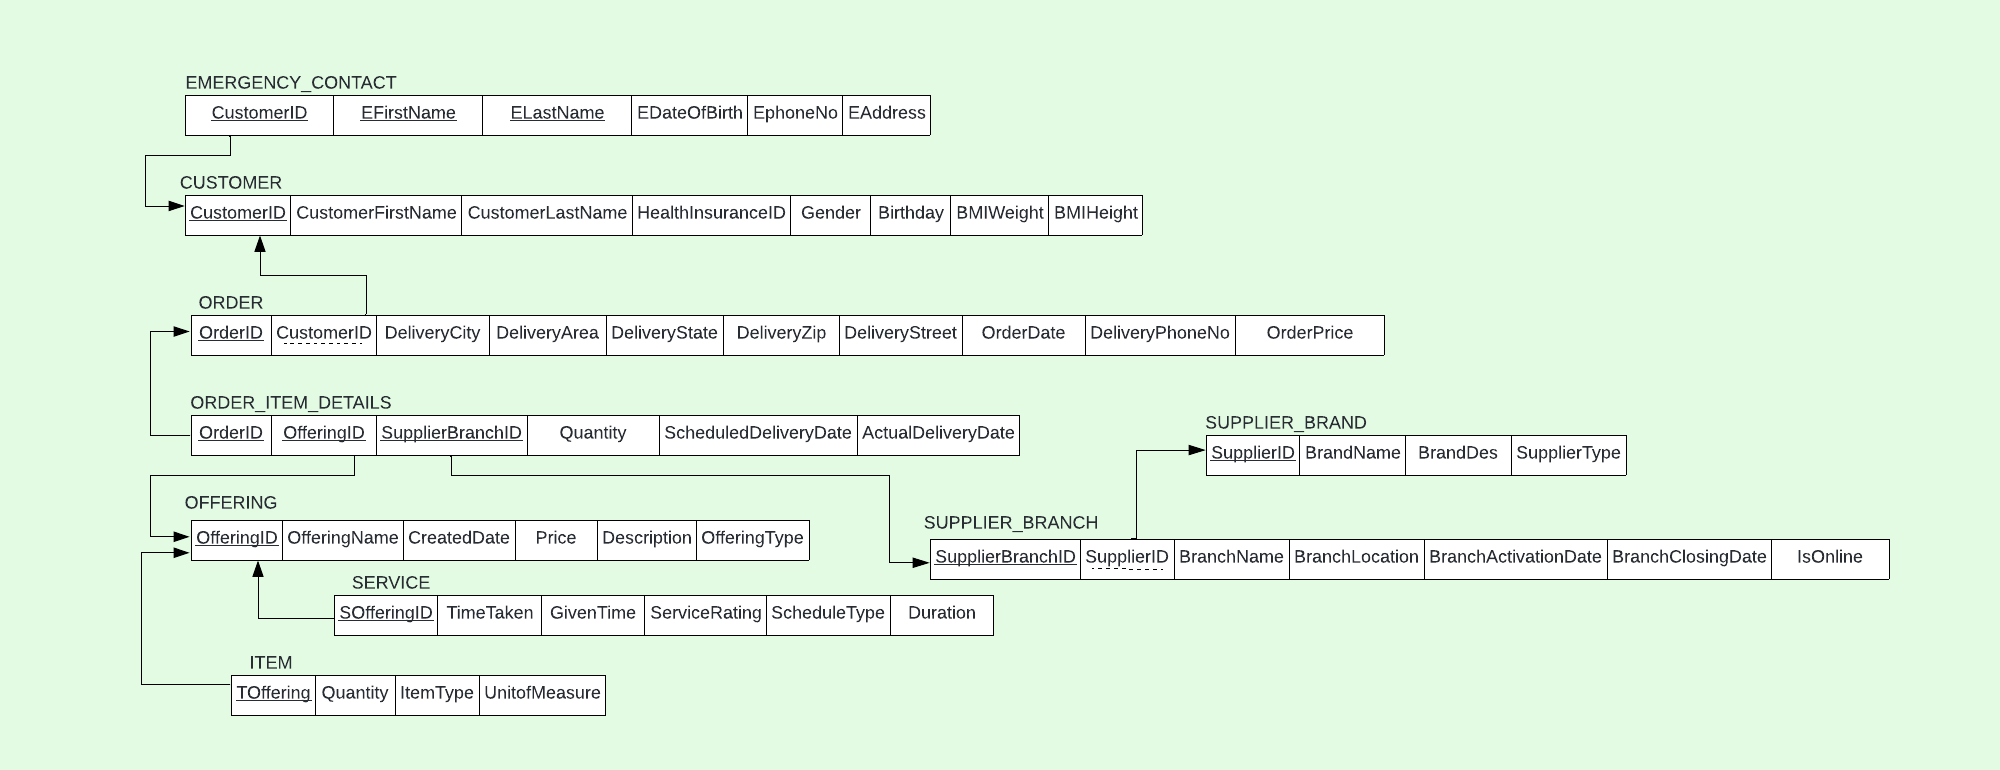 EMERGENCY_CONTACT
CustomerID EFirstName ELastName EDateOfBirth EphoneNo EAddress
CUSTOMER
CustomerID CustomerFirstName CustomerLastName HealthInsuranceID Gender Birthday BMIWeight BMIHeight
ORDER
OrderID CustomerID DeliveryCity DeliveryArea DeliveryState DeliveryZip DeliveryStreet OrderDate DeliveryPhoneNo OrderPrice
ORDER_ITEM_DETAILS
OrderID OfferingID SupplierBranchID Quantity ScheduledDeliveryDate ActualDeliveryDate
SUPPLIER_BRAND
SupplierID BrandName BrandDes SupplierType
OFFERING
OfferingID OfferingName CreatedDate Price Description OfferingType
SUPPLIER_BRANCH
SupplierBranchID SupplierID BranchName BranchLocation BranchActivationDate BranchClosingDate IsOnline
SERVICE
SOfferingID TimeTaken GivenTime ServiceRating ScheduleType Duration
ITEM
TOffering Quantity ItemType UnitofMeasure